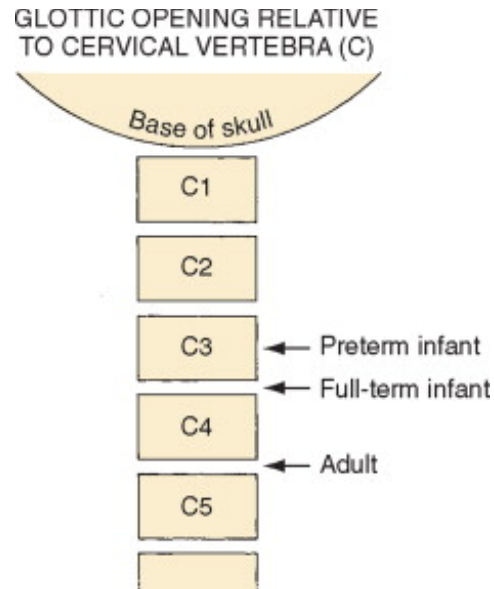 GLOTTIC OPENING RELATIVE
TO CERVICAL VERTEBRA (C)
Base of skull
C1
C2
C3
Preterm infant
Full-term infant
C4
Adult
C5